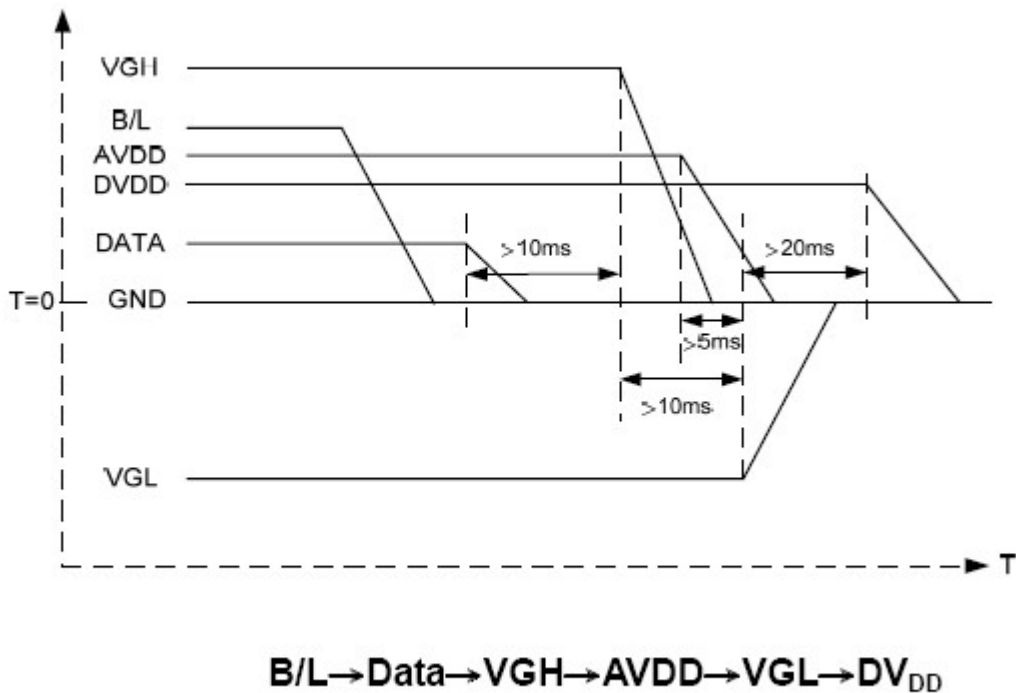 VGH
B/L
AVDD
DVDD
DATA
>10ms
>20ms
T=0
GND
>5ms
>10ms
VGL
T
B/L→Data→VGH→AVDD→VGL→DVDD